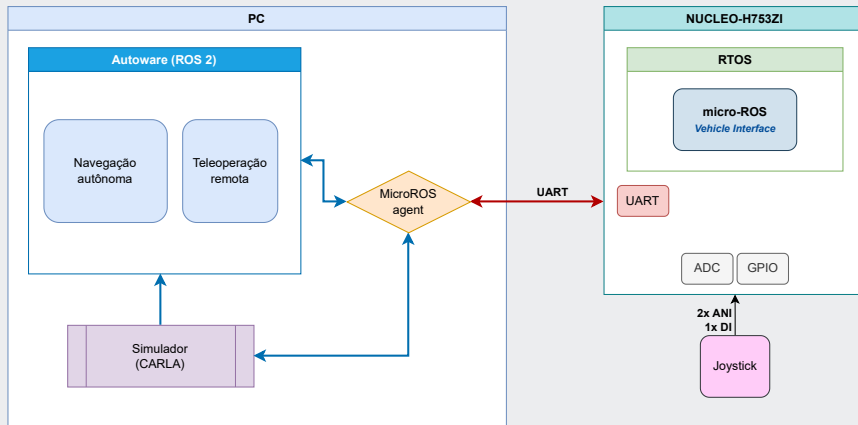 PC
Autoware (ROS 2)
Navegação
autônoma
Teleoperação
remota
MicroROS
agent
Simulador
(CARLA)
UART
NUCLEO-H753ZI
RTOS
micro-ROS
Vehicle Interface
UART
ADC
GPIO
2x ANI
1x DI
Joystick